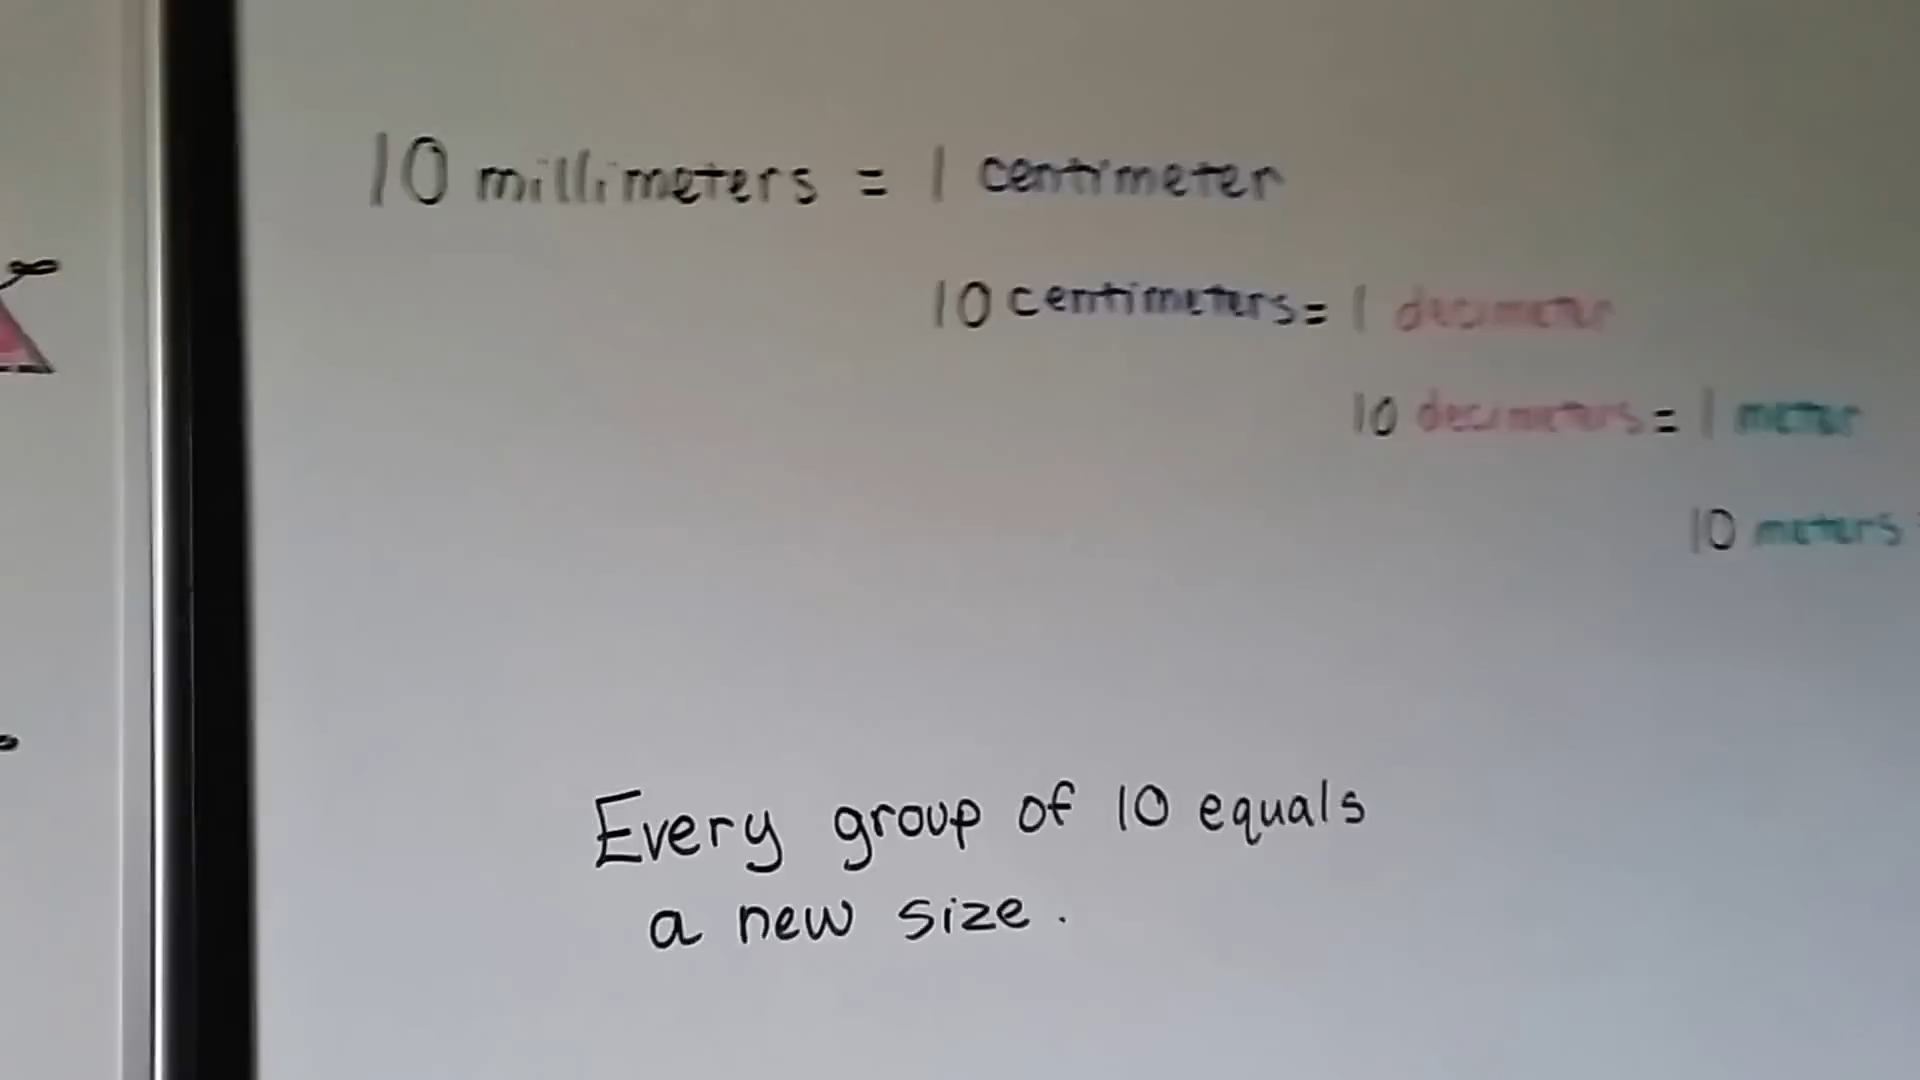 10 millimeters = 1 centimeter
10 centimeters = 1 decimeter
10 decimeters = 1 meter
10 meters
Every group of 10 equals
a new size.